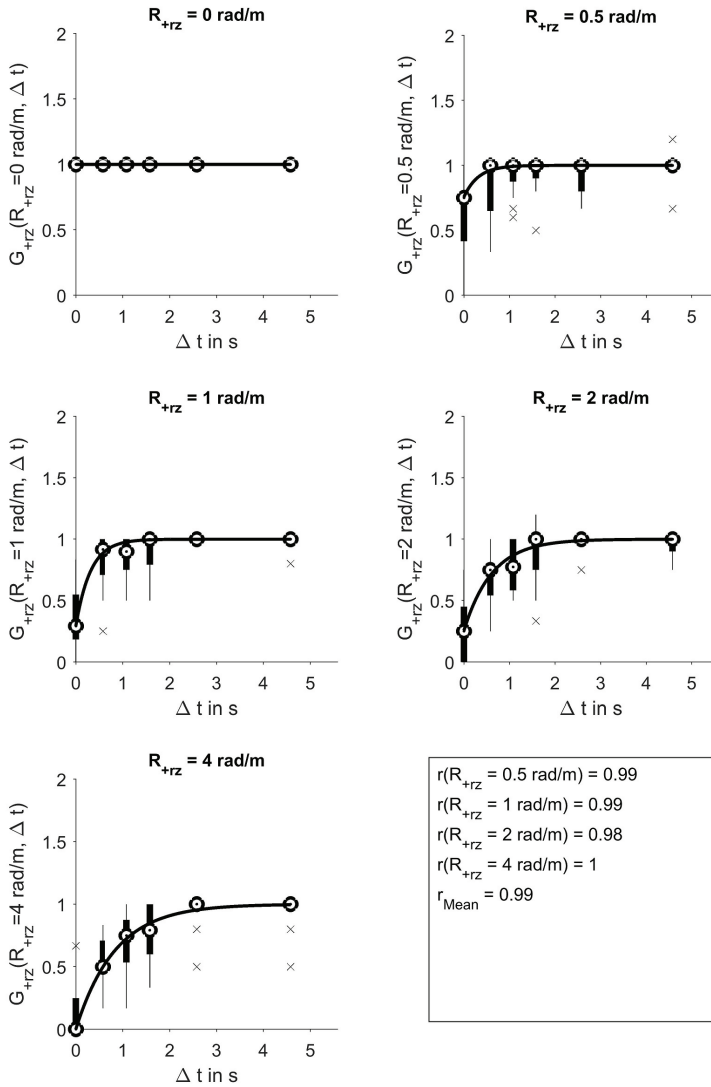 R+rz = 0 rad/m
2
1.5
1
0.5
0
G+rz(R+rz=0 rad/m, Δ t)
0 1 2 3 4 5
Δ t in s
R+rz = 0.5 rad/m
2
1.5
1
0.5
0
G+rz(R+rz=0.5 rad/m, Δ t)
0 1 2 3 4 5
Δ t in s
R+rz = 1 rad/m
2
1.5
1
0.5
0
G+rz(R+rz=1 rad/m, Δ t)
0 1 2 3 4 5
Δ t in s
R+rz = 2 rad/m
2
1.5
1
0.5
0
G+rz(R+rz=2 rad/m, Δ t)
0 1 2 3 4 5
Δ t in s
R+rz = 4 rad/m
2
1.5
1
0.5
0
G+rz(R+rz=4 rad/m, Δ t)
0 1 2 3 4 5
Δ t in s
r(R+rz = 0.5 rad/m) = 0.99
r(R+rz = 1 rad/m) = 0.99
r(R+rz = 2 rad/m) = 0.98
r(R+rz = 4 rad/m) = 1
rMean = 0.99